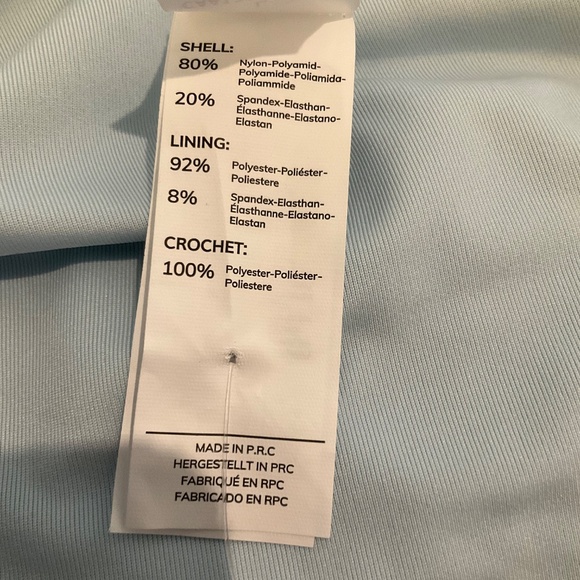 SHELL:
80% Nylon-Polyamid-
Polyamide-Poliamida-
Poliammide
20% Spandex-Elasthan-
Élasthanne-Elastano-
Elastan
LINING:
92% Polyester-Poliéster-
Poliestere
8% Spandex-Elasthan-
Élasthanne-Elastano-
Elastan
CROCHET:
100% Polyester-Poliéster-
Poliestere
MADE IN P.R.C
HERGESTELLT IN PRC
FABRIQUÉ EN RPC
FABRICADO EN RPC